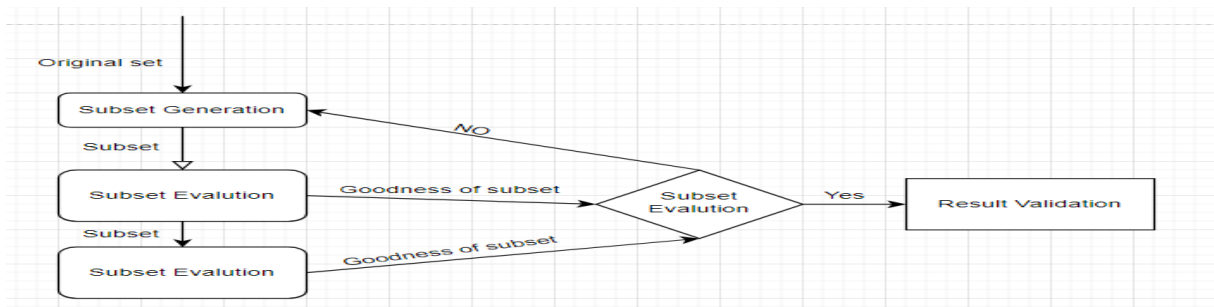 Original set
Subset Generation
NO
Subset
Subset Evalution
Goodness of subset
Subset
Evalution
Yes
Result Validation
Subset
Goodness of subset
Subset Evalution